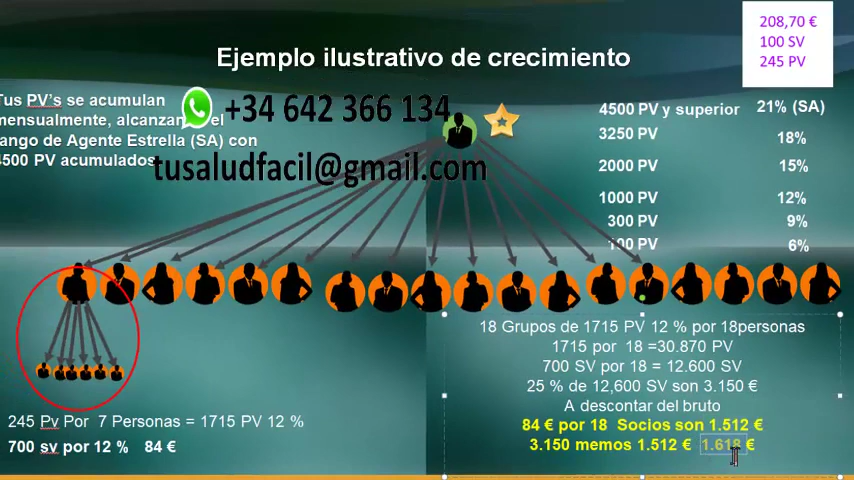 208,70 €
100 SV
245 PV
Ejemplo ilustrativo de crecimiento
Tus PV's se acumulan
mensualmente, alcanzan el
rango de Agente Estrella (SA) con
4500 PV acumulados
+34 642 366 134
tusaludfacil@gmail.com
4500 PV y superior 21% (SA)
3250 PV 18%
2000 PV 15%
1000 PV 12%
300 PV 9%
100 PV 6%
18 Grupos de 1715 PV 12 % por 18personas
1715 por 18 =30.870 PV
700 SV por 18 = 12.600 SV
25 % de 12,600 SV son 3.150 €
A descontar del bruto
84 € por 18 Socios son 1.512 €
3.150 memos 1.512 € 1.618 €
245 Pv Por 7 Personas = 1715 PV 12 %
700 sv por 12 % 84 €